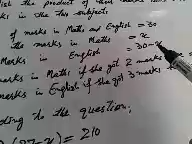 the product of
marks in the two subjects
of marks in Maths and English = 30
the marks in Maths = x
Marks in English = 30-x
marks in Maths if she got 2 marks
marks in English if she got 3 marks
ding to the question,
(27-x) = 210